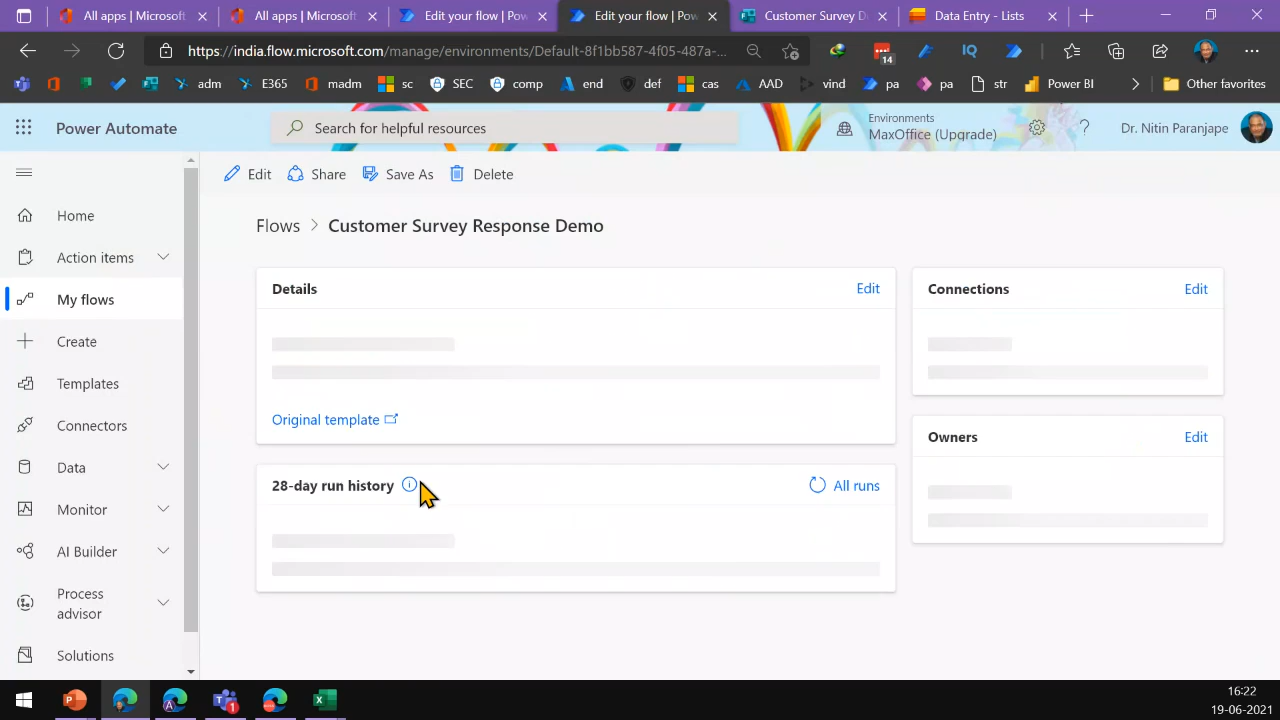 All apps | Microsoft
All apps | Microsoft
Edit your flow | Pow
Edit your flow | Pow
Customer Survey D
Data Entry - Lists
https://india.flow.microsoft.com/manage/environments/Default-8f1bb587-4f05-487a-...
14
IQ
adm
E365
madm
sc
SEC
comp
end
def
cas
AAD
vind
pa
pa
str
Power BI
Other favorites
Power Automate
Search for helpful resources
Environments
MaxOffice (Upgrade)
Dr. Nitin Paranjape
Home
Action items
My flows
Create
Templates
Connectors
Data
Monitor
AI Builder
Process
advisor
Solutions
Edit
Share
Save As
Delete
Flows > Customer Survey Response Demo
Details
Edit
Original template
28-day run history
All runs
Connections
Edit
Owners
Edit
1
16:22
19-06-2021